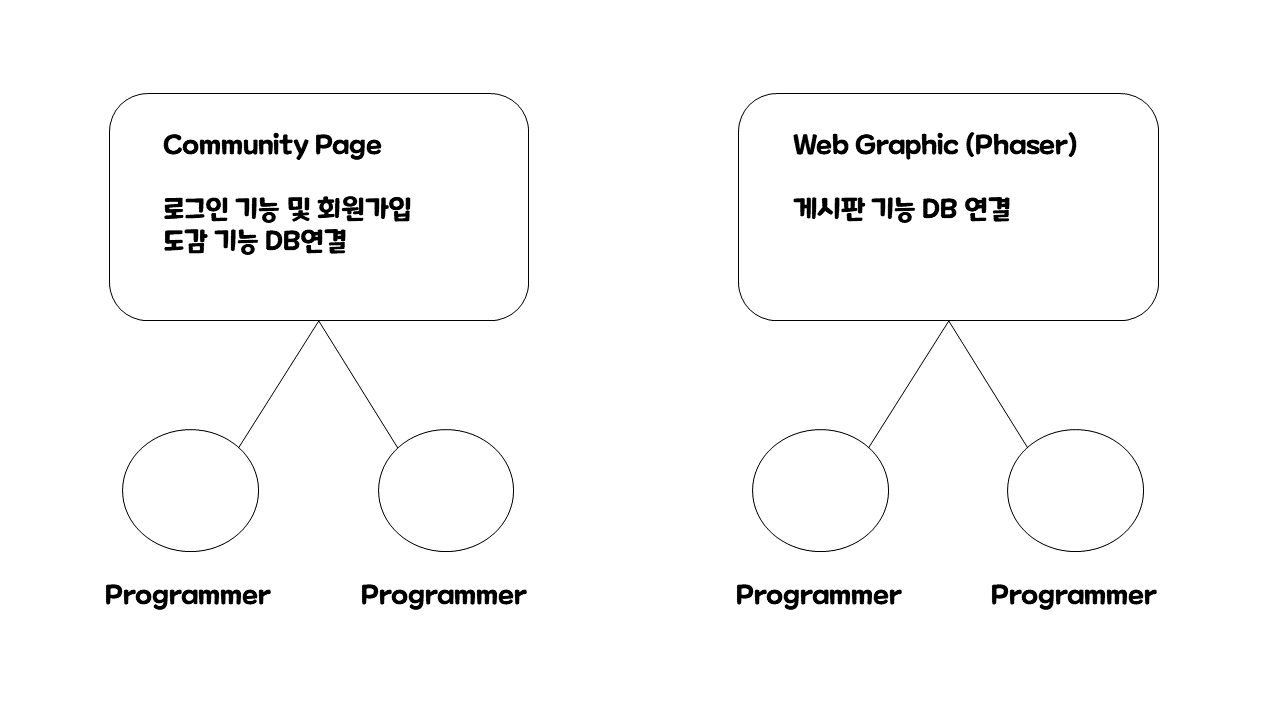 Community Page
로그인 기능 및 회원가입
도감 기능 DB연결
Programmer
Programmer
Web Graphic (Phaser)
게시판 기능 DB 연결
Programmer
Programmer